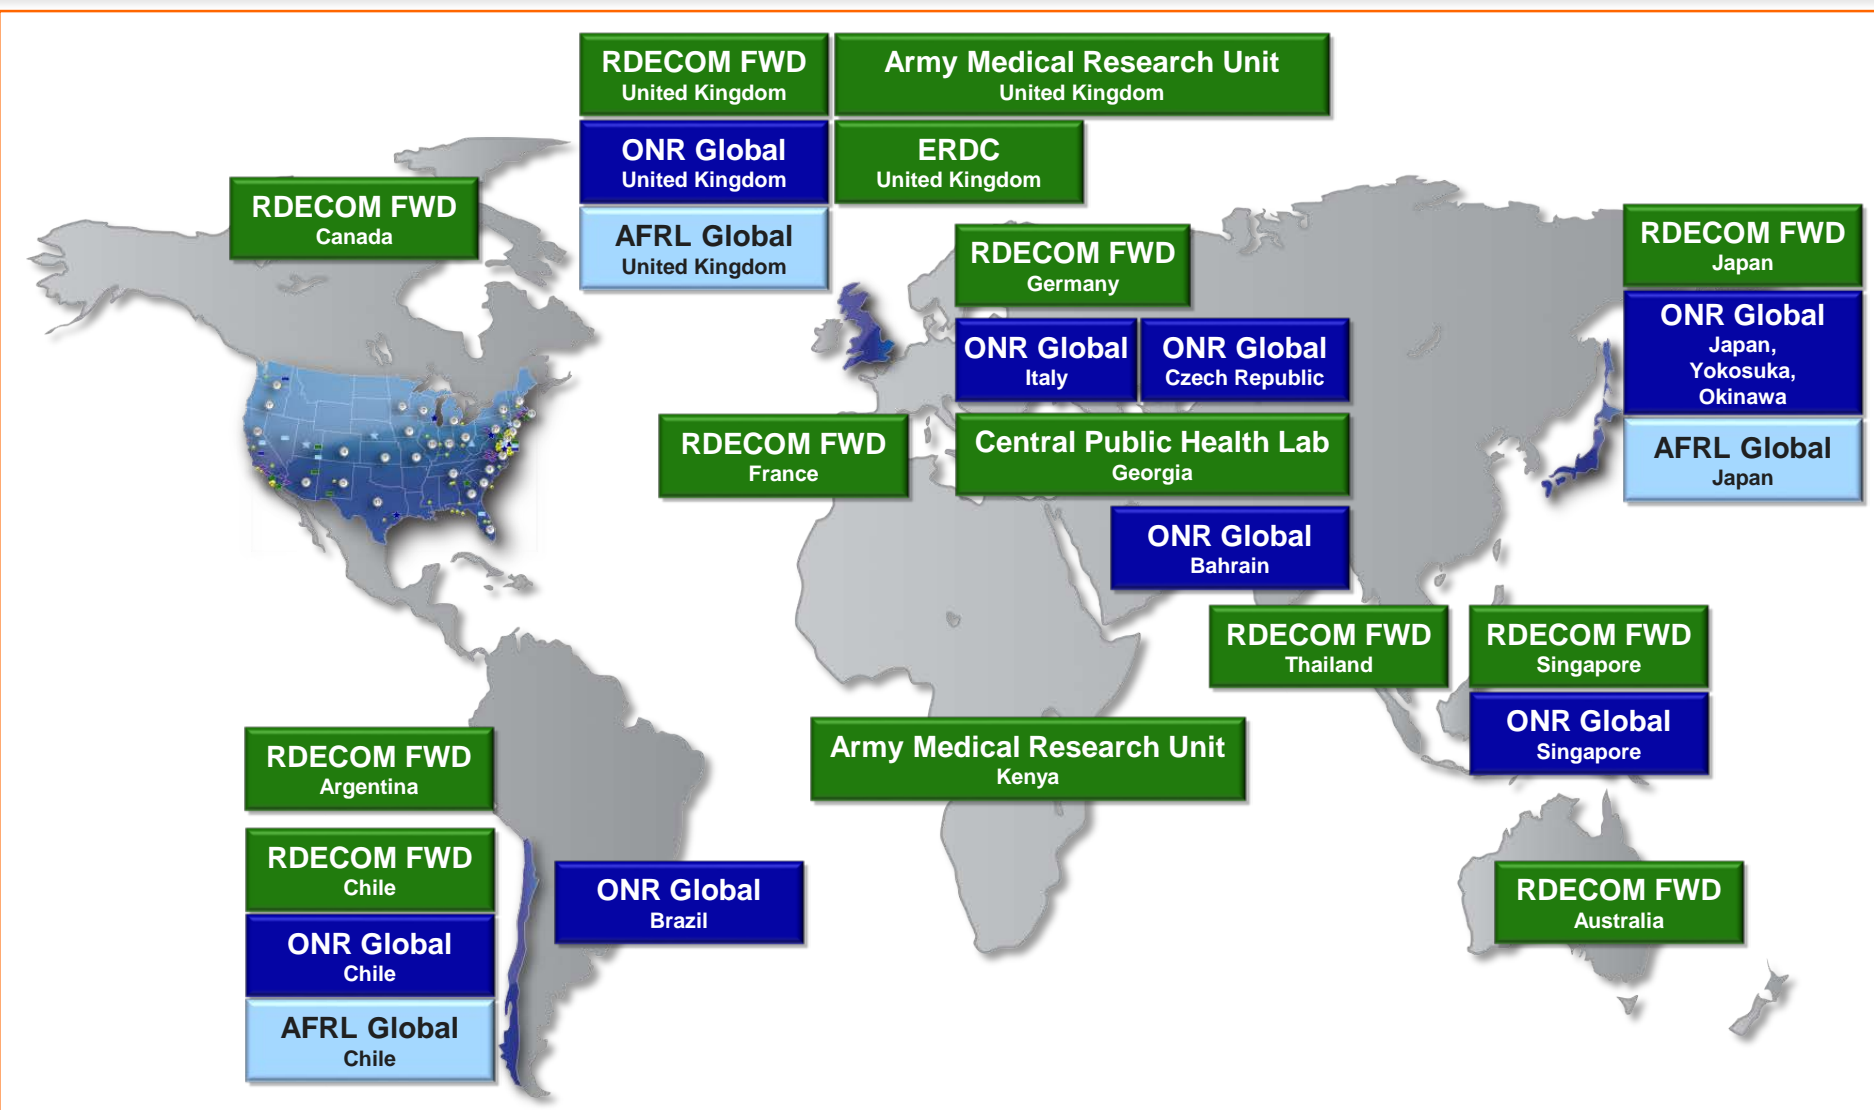 RDECOM FWD
United Kingdom
Army Medical Research Unit
United Kingdom
ONR Global
United Kingdom
ERDC
United Kingdom
AFRL Global
United Kingdom
RDECOM FWD
Canada
RDECOM FWD
Germany
RDECOM FWD
Japan
ONR Global
Japan,
Yokosuka,
Okinawa
AFRL Global
Japan
ONR Global
Italy
ONR Global
Czech Republic
RDECOM FWD
France
Central Public Health Lab
Georgia
ONR Global
Bahrain
RDECOM FWD
Thailand
RDECOM FWD
Singapore
ONR Global
Singapore
Army Medical Research Unit
Kenya
RDECOM FWD
Argentina
RDECOM FWD
Chile
ONR Global
Chile
AFRL Global
Chile
ONR Global
Brazil
RDECOM FWD
Australia